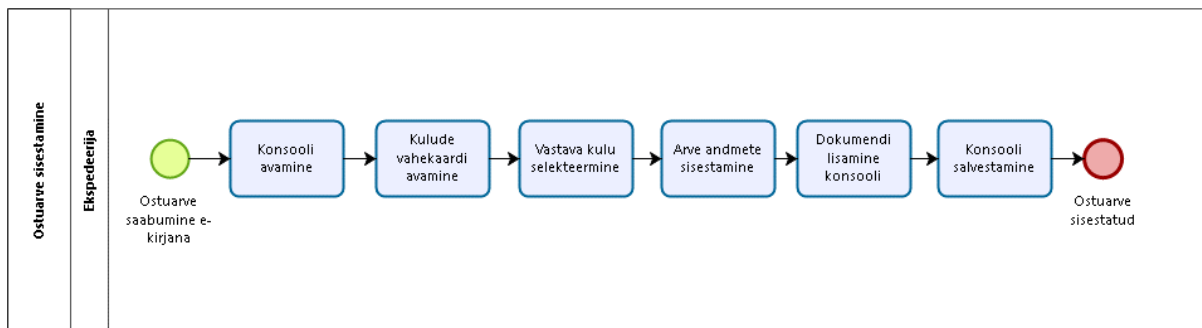 Ostuarve sisestamine
Ekspedeerija
Ostuarve
saabumine e-
kirjana
Konsooli
avamine
Kulude
vahekaardi
avamine
Vastava kulu
selekteermine
Arve andmete
sisestamine
Dokumendi
lisamine
konsooli
Konsooli
salvestamine
Ostuarve
sisestatud